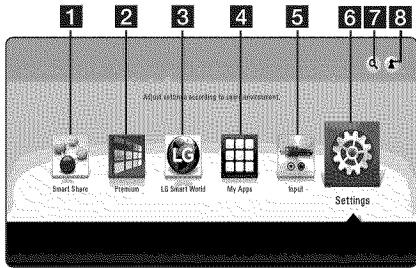 1 2 3 4 5 6 7 8
Adjust settings according to user environment.
LG
Smart Share Premium LG Smart World My Apps Input Settings